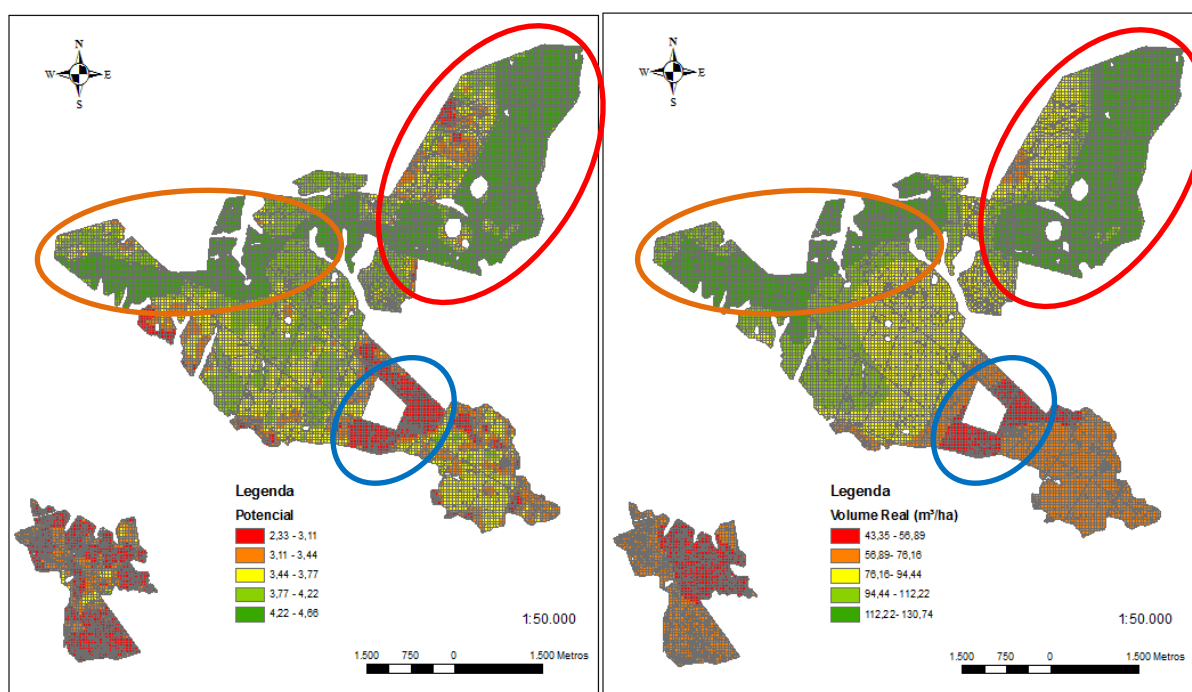 N
W E
S
Legenda
Potencial
2,33 - 3,11
3,11 - 3,44
3,44 - 3,77
3,77 - 4,22
4,22 - 4,66
1:50.000
1.500 750 0 1.500 Metros
N
W E
S
Legenda
Volume Real (m³/ha)
43,35 - 56,89
56,89- 76,16
76,16- 94,44
94,44 - 112,22
112,22- 130,74
1:50.000
1.500 750 0 1.500 Metros